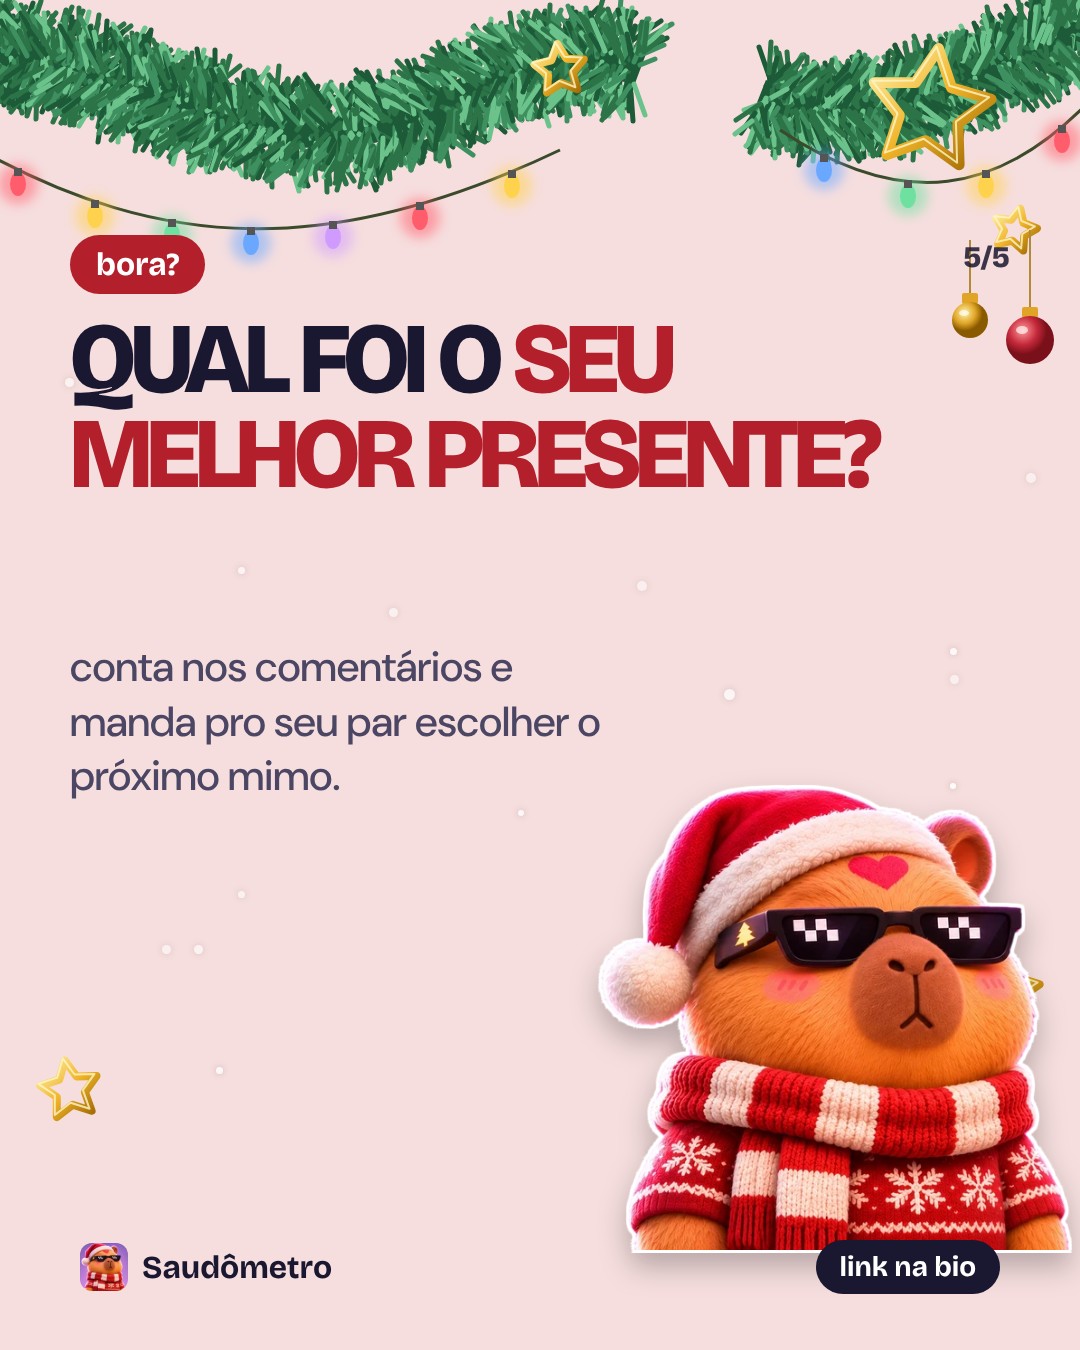 bora?
5/5
QUAL FOI O SEU
MELHOR PRESENTE?
conta nos comentários e
manda pro seu par escolher o
próximo mimo.
Saudômetro
link na bio